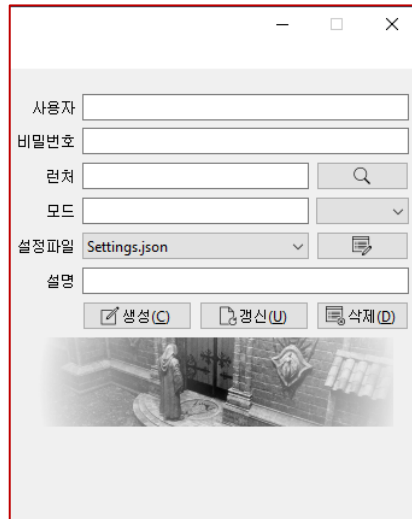 사용자
비밀번호
런처
모드
설정파일 Settings.json
설명
생성(C) 갱신(U) 삭제(D)